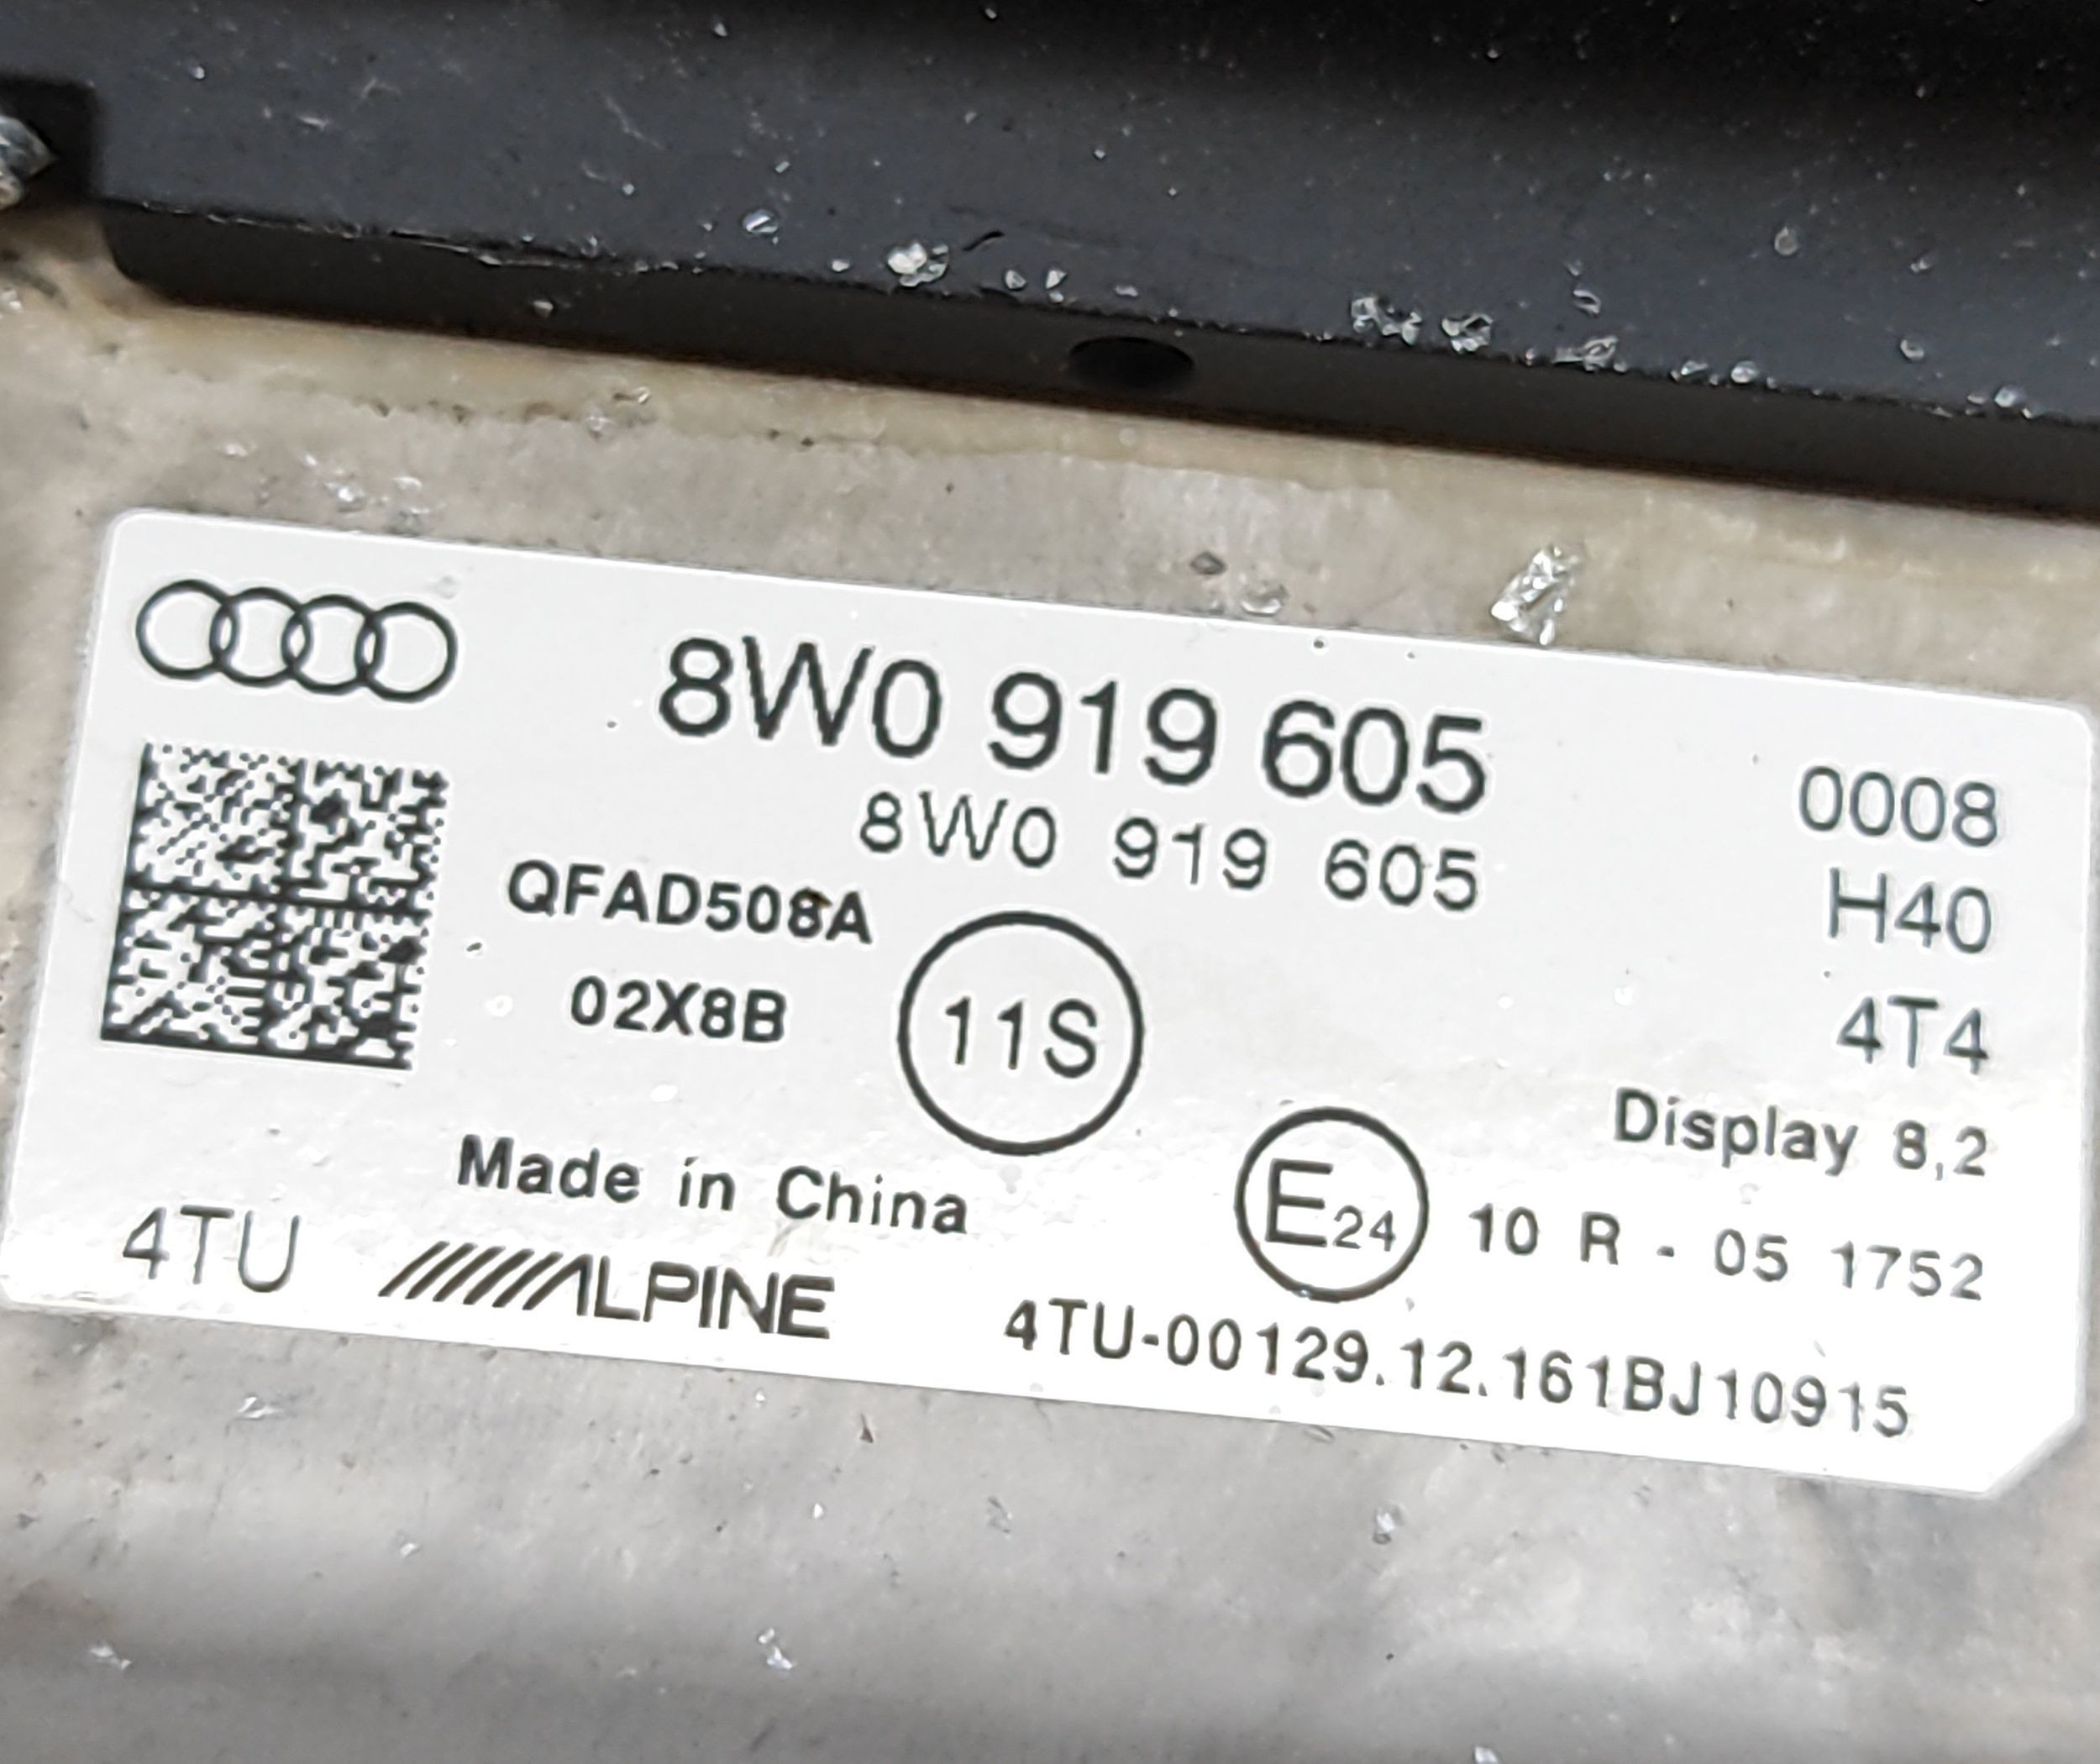 8W0 919 605
8W0 919 605
0008
QFAD508A
H40
02X8B
11S
4T4
Display 8,2
Made in China
E24 10 R - 05 1752
4TU ALPINE
4TU-00129.12.161BJ10915